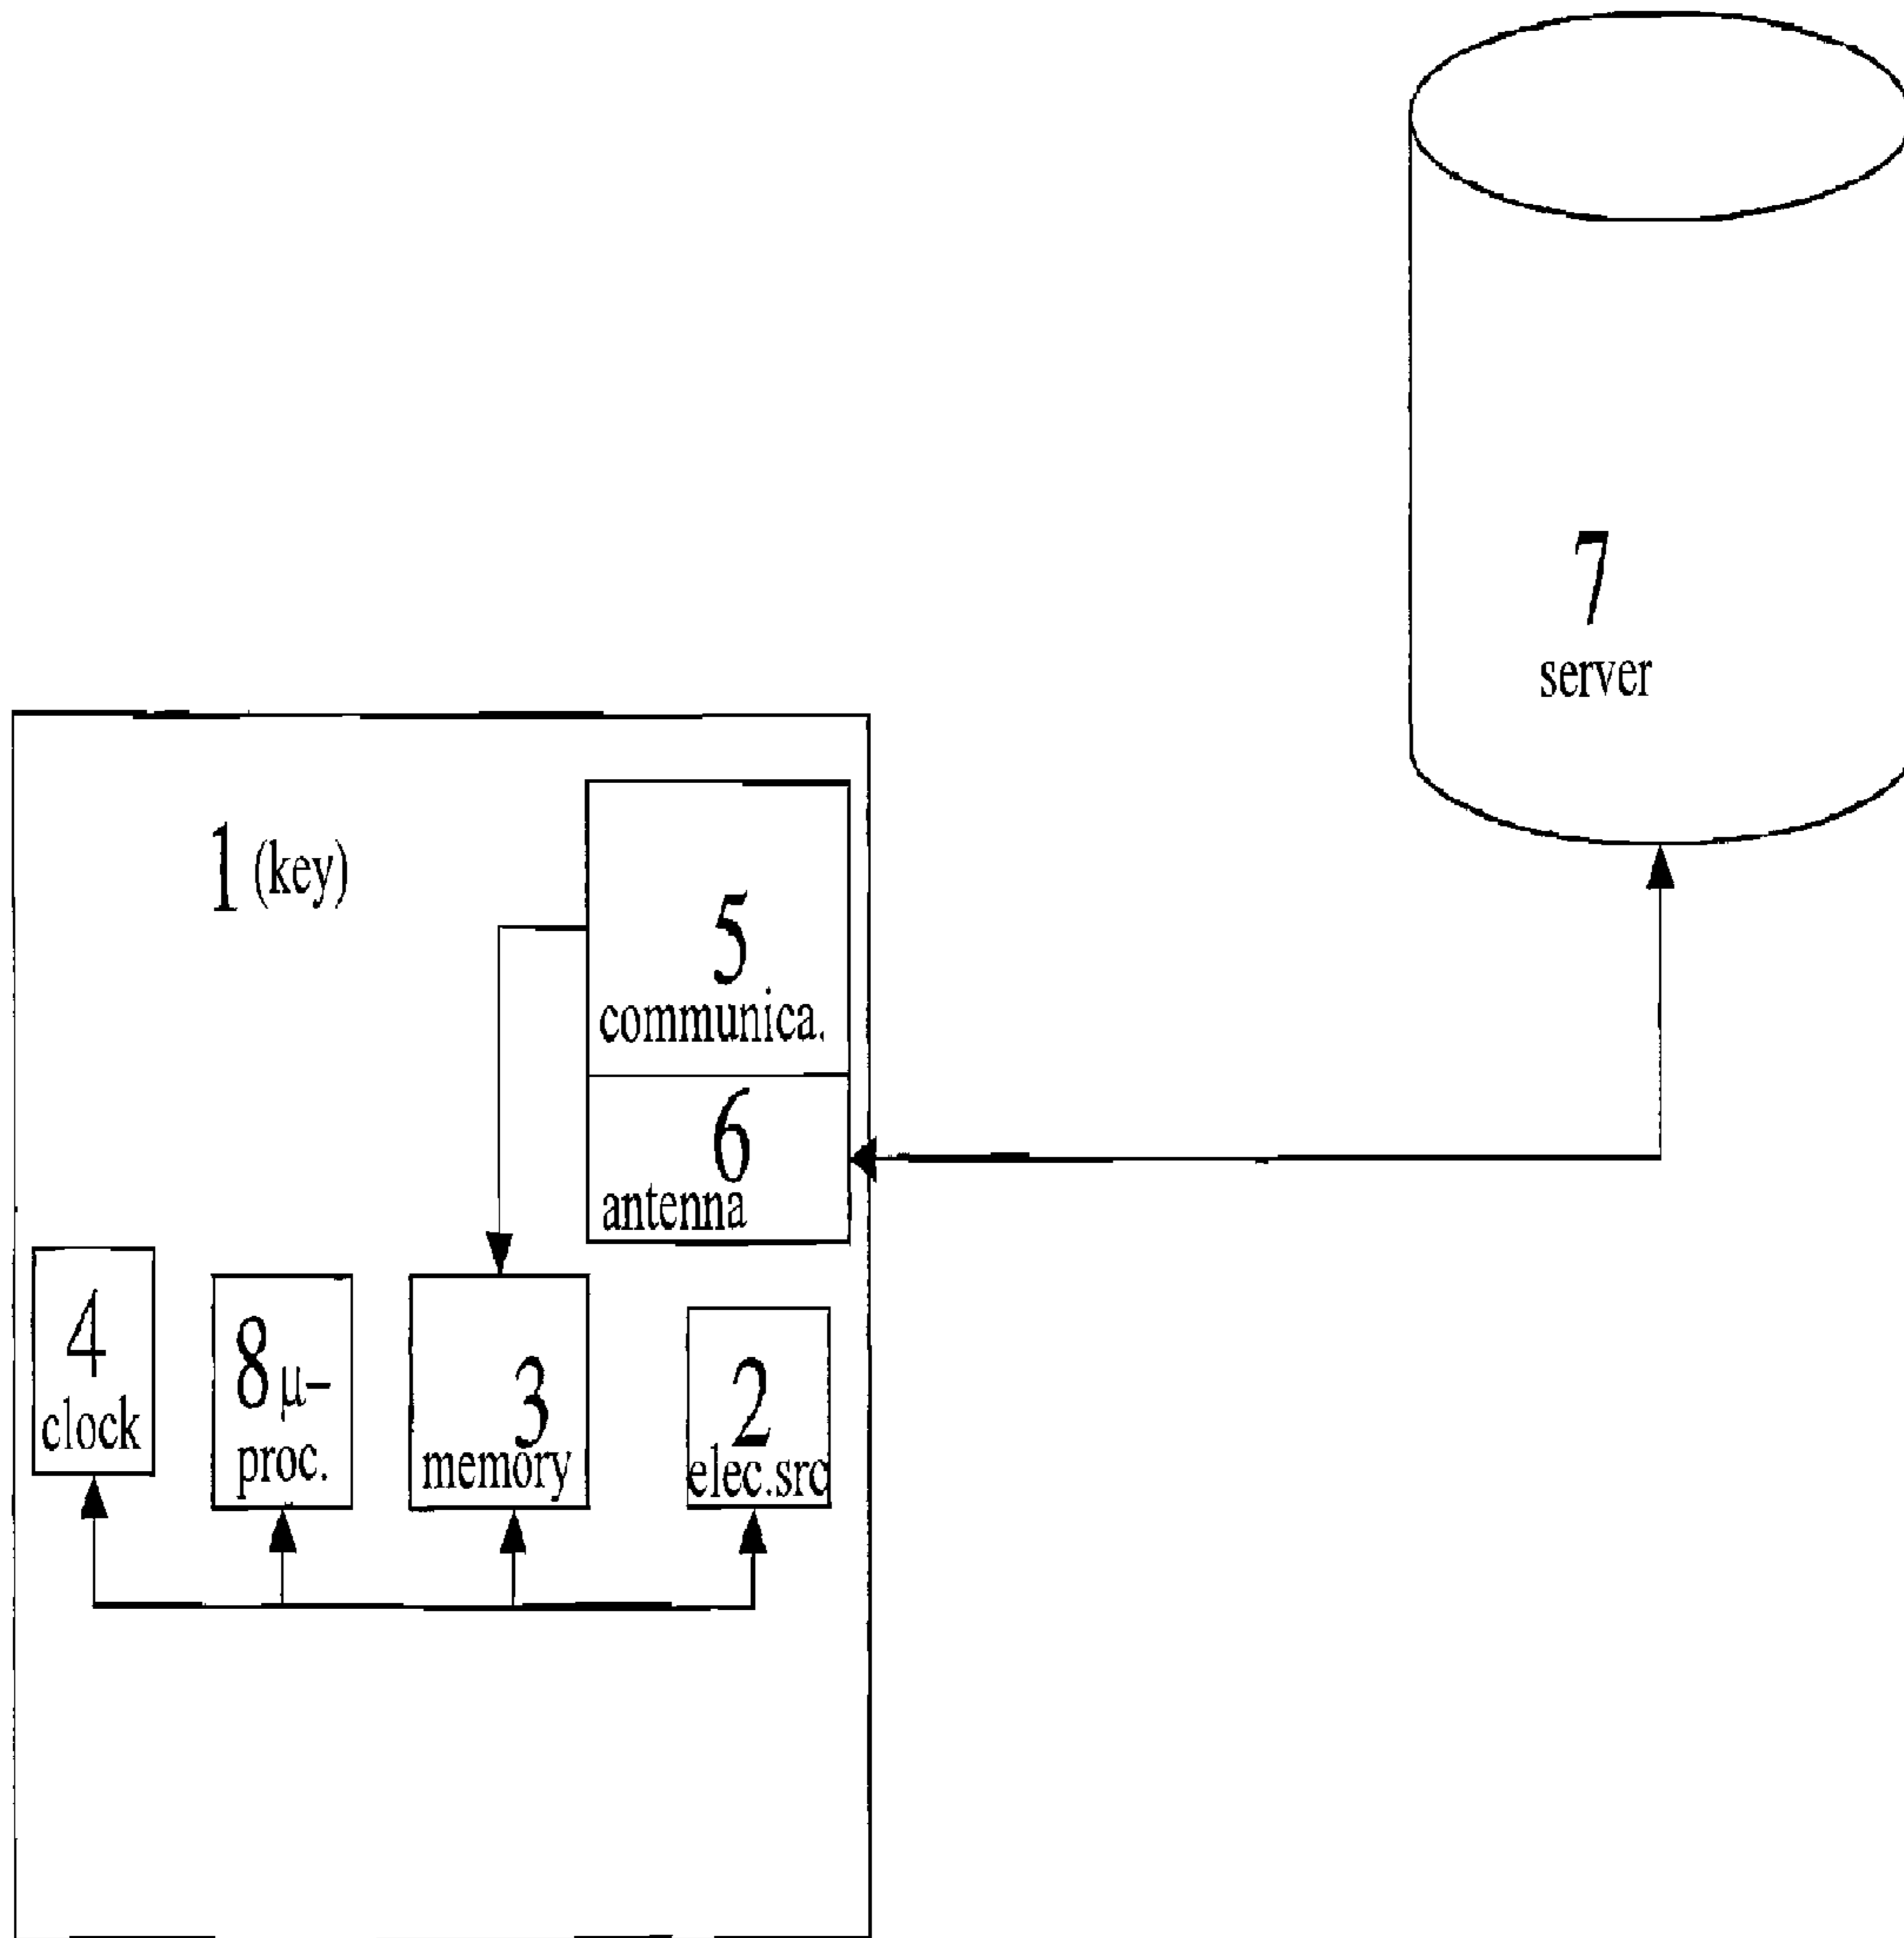 7
server
1 (key)
5
communica.
6
antenna
4
clock
8 μ-
proc.
3
memory
2
elec.src